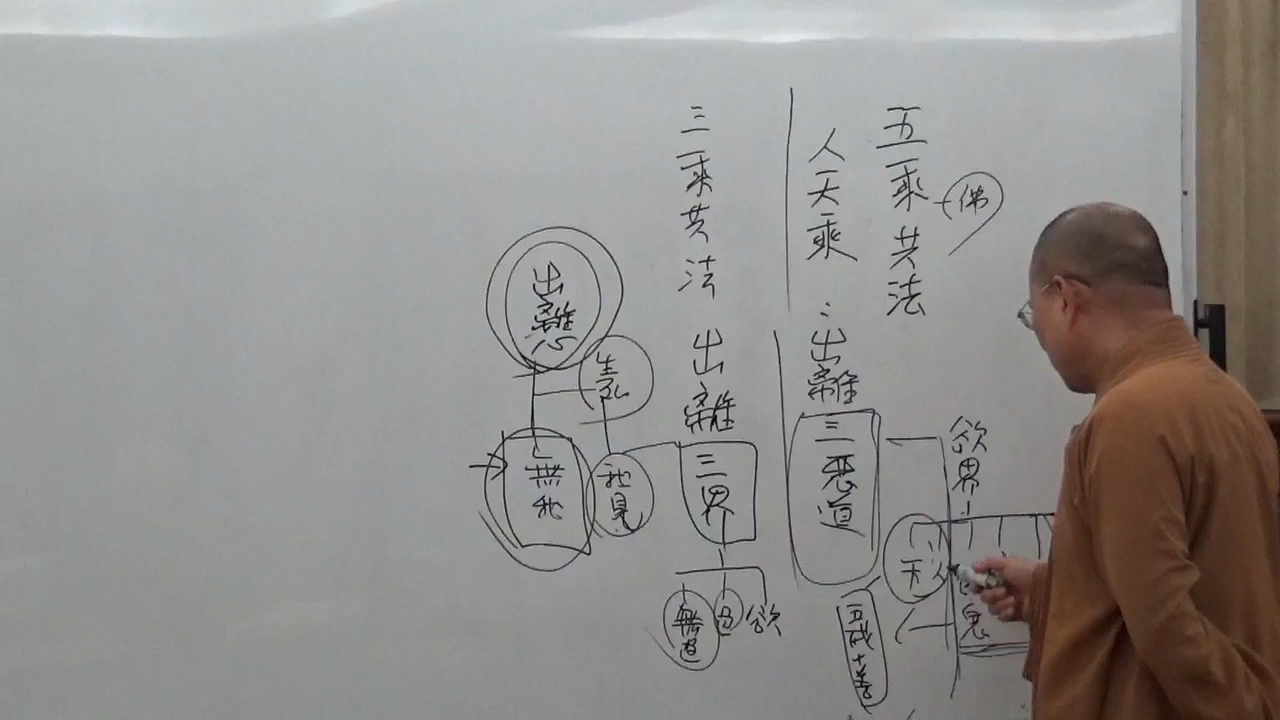 五乘共法
佛
人天乘
：出離
三惡道
欲界
天
鬼
五戒十善
三乘共法
出離
三界
欲
色
無色
我見
生死
出離心
無我